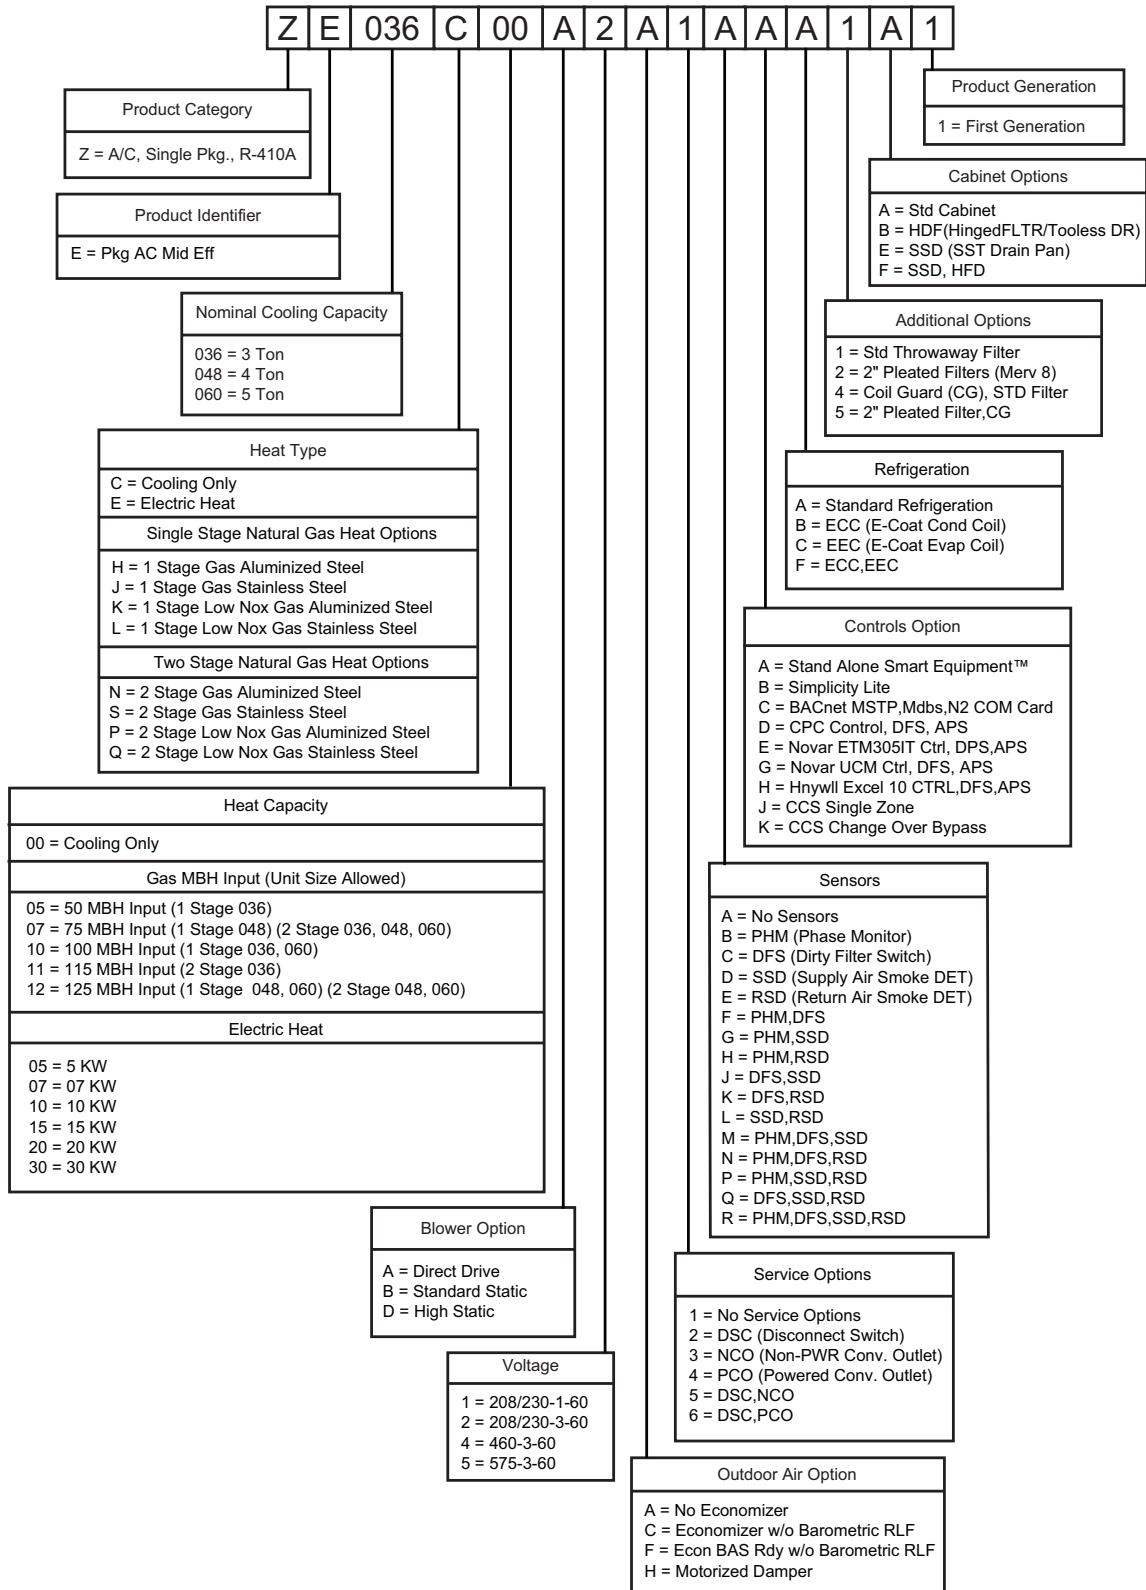 Z E 036 C 00 A 2 A 1 A A A 1 A 1
Product Category
Z = A/C, Single Pkg., R-410A
Product Identifier
E = Pkg AC Mid Eff
Nominal Cooling Capacity
036 = 3 Ton
048 = 4 Ton
060 = 5 Ton
Heat Type
C = Cooling Only
E = Electric Heat
Single Stage Natural Gas Heat Options
H = 1 Stage Gas Aluminized Steel
J = 1 Stage Gas Stainless Steel
K = 1 Stage Low Nox Gas Aluminized Steel
L = 1 Stage Low Nox Gas Stainless Steel
Two Stage Natural Gas Heat Options
N = 2 Stage Gas Aluminized Steel
S = 2 Stage Gas Stainless Steel
P = 2 Stage Low Nox Gas Aluminized Steel
Q = 2 Stage Low Nox Gas Stainless Steel
Heat Capacity
00 = Cooling Only
Gas MBH Input (Unit Size Allowed)
05 = 50 MBH Input (1 Stage 036)
07 = 75 MBH Input (1 Stage 048) (2 Stage 036, 048, 060)
10 = 100 MBH Input (1 Stage 036, 060)
11 = 115 MBH Input (2 Stage 036)
12 = 125 MBH Input (1 Stage 048, 060) (2 Stage 048, 060)
Electric Heat
05 = 5 KW
07 = 07 KW
10 = 10 KW
15 = 15 KW
20 = 20 KW
30 = 30 KW
Blower Option
A = Direct Drive
B = Standard Static
D = High Static
Voltage
1 = 208/230-1-60
2 = 208/230-3-60
4 = 460-3-60
5 = 575-3-60
Outdoor Air Option
A = No Economizer
C = Economizer w/o Barometric RLF
F = Econ BAS Rdy w/o Barometric RLF
H = Motorized Damper
Service Options
1 = No Service Options
2 = DSC (Disconnect Switch)
3 = NCO (Non-PWR Conv. Outlet)
4 = PCO (Powered Conv. Outlet)
5 = DSC,NCO
6 = DSC,PCO
Sensors
A = No Sensors
B = PHM (Phase Monitor)
C = DFS (Dirty Filter Switch)
D = SSD (Supply Air Smoke DET)
E = RSD (Return Air Smoke DET)
F = PHM,DFS
G = PHM,SSD
H = PHM,RSD
J = DFS,SSD
K = DFS,RSD
L = SSD,RSD
M = PHM,DFS,SSD
N = PHM,DFS,RSD
P = PHM,SSD,RSD
Q = DFS,SSD,RSD
R = PHM,DFS,SSD,RSD
Controls Option
A = Stand Alone Smart Equipment™
B = Simplicity Lite
C = BACnet MSTP,Mdbs,N2 COM Card
D = CPC Control, DFS, APS
E = Novar ETM305IT Ctrl, DPS,APS
G = Novar UCM Ctrl, DFS, APS
H = Hnywll Excel 10 CTRL,DFS,APS
J = CCS Single Zone
K = CCS Change Over Bypass
Refrigeration
A = Standard Refrigeration
B = ECC (E-Coat Cond Coil)
C = EEC (E-Coat Evap Coil)
F = ECC,EEC
Additional Options
1 = Std Throwaway Filter
2 = 2" Pleated Filters (Merv 8)
4 = Coil Guard (CG), STD Filter
5 = 2" Pleated Filter,CG
Cabinet Options
A = Std Cabinet
B = HDF(HingedFLTR/Tooless DR)
E = SSD (SST Drain Pan)
F = SSD, HFD
Product Generation
1 = First Generation